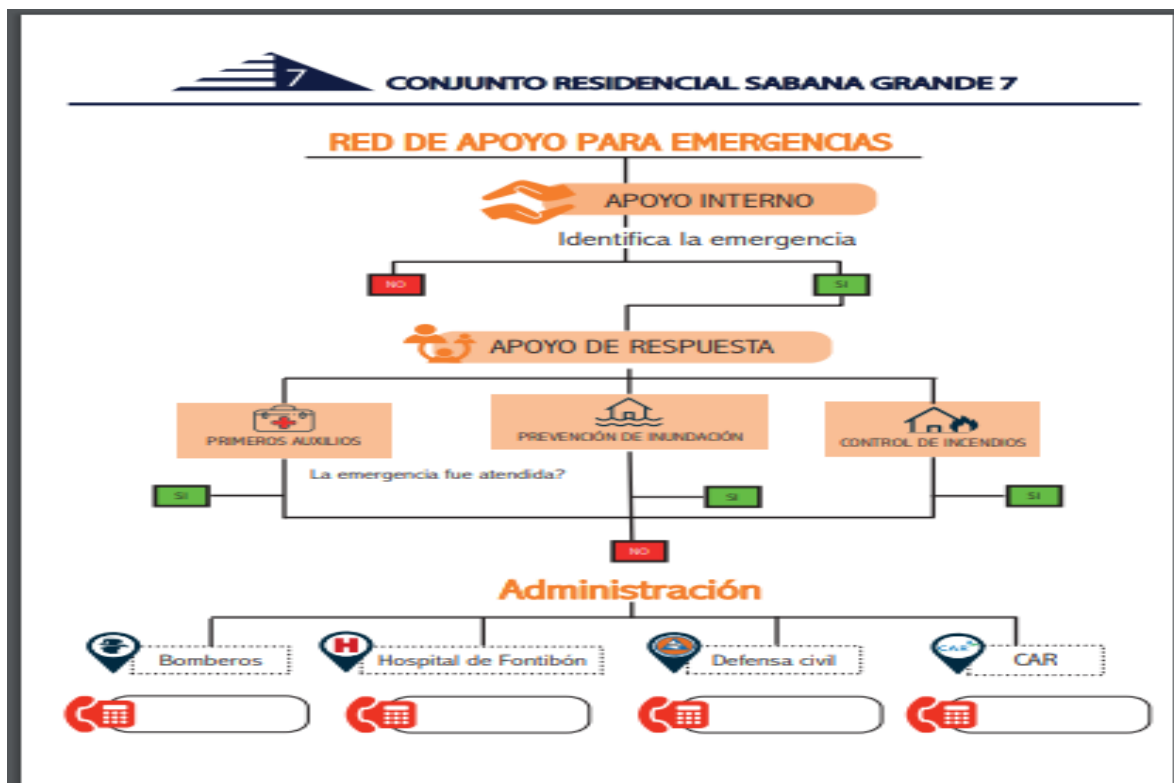 7 CONJUNTO RESIDENCIAL SABANA GRANDE 7
RED DE APOYO PARA EMERGENCIAS
APOYO INTERNO
Identifica la emergencia
NO
SI
APOYO DE RESPUESTA
PRIMEROS AUXILIOS
PREVENCIÓN DE INUNDACIÓN
CONTROL DE INCENDIOS
La emergencia fue atendida?
SI
SI
SI
NO
Administración
Bomberos
H
Hospital de Fontibón
Defensa civil
CAR
CAR